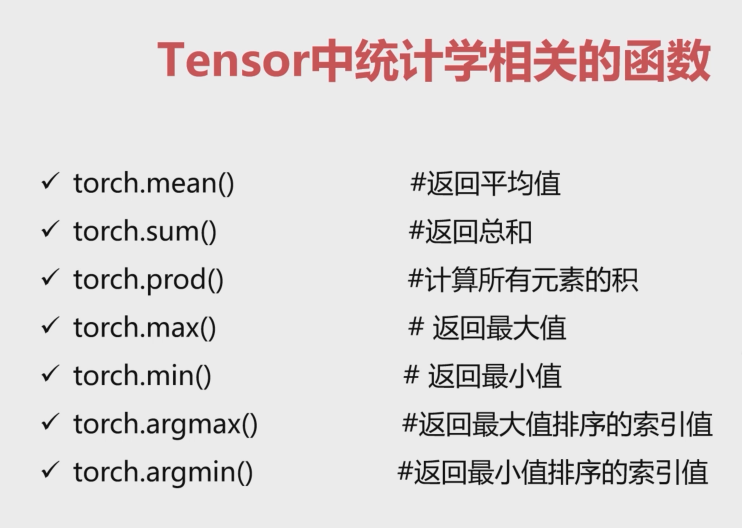 Tensor中统计学相关的函数
✓ torch.mean() #返回平均值
✓ torch.sum() #返回总和
✓ torch.prod() #计算所有元素的积
✓ torch.max() # 返回最大值
✓ torch.min() # 返回最小值
✓ torch.argmax() #返回最大值排序的索引值
✓ torch.argmin() #返回最小值排序的索引值